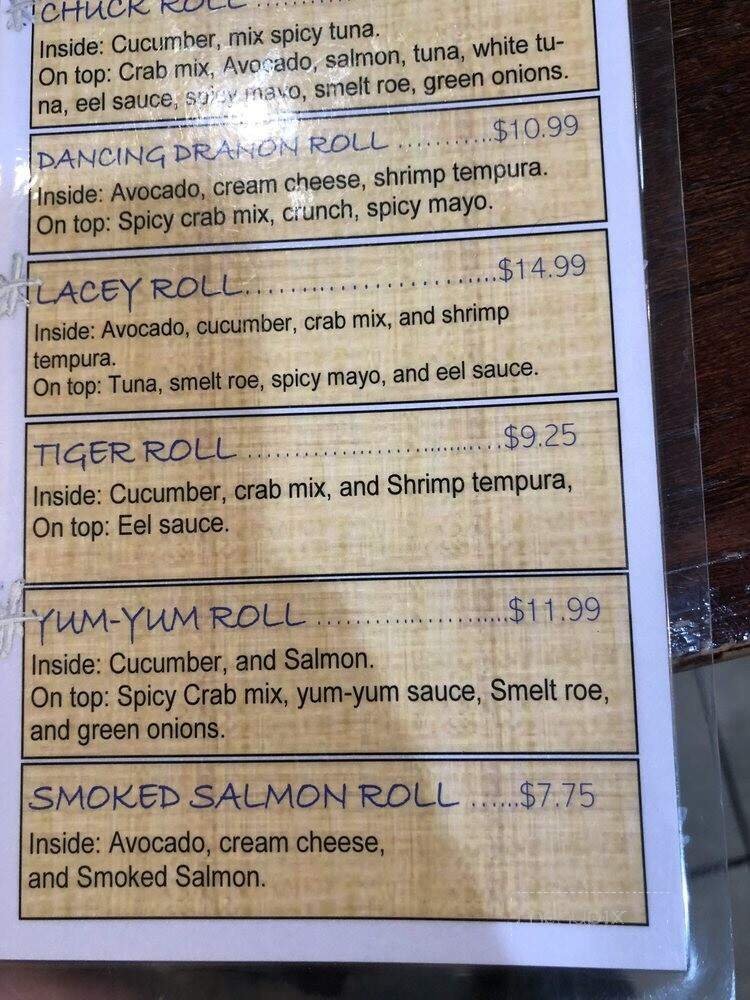 CHUCK ROLL
Inside: Cucumber, mix spicy tuna.
On top: Crab mix, Avocado, salmon, tuna, white tu-
na, eel sauce, spicy mayo, smelt roe, green onions.
DANCING DRAHON ROLL ...........$10.99
Inside: Avocado, cream cheese, shrimp tempura.
On top: Spicy crab mix, crunch, spicy mayo.
LACEY ROLL...........................$14.99
Inside: Avocado, cucumber, crab mix, and shrimp
tempura.
On top: Tuna, smelt roe, spicy mayo, and eel sauce.
TIGER ROLL ............................$9.25
Inside: Cucumber, crab mix, and Shrimp tempura,
On top: Eel sauce.
YUM-YUM ROLL ......................$11.99
Inside: Cucumber, and Salmon.
On top: Spicy Crab mix, yum-yum sauce, Smelt roe,
and green onions.
SMOKED SALMON ROLL ......$7.75
Inside: Avocado, cream cheese,
and Smoked Salmon.